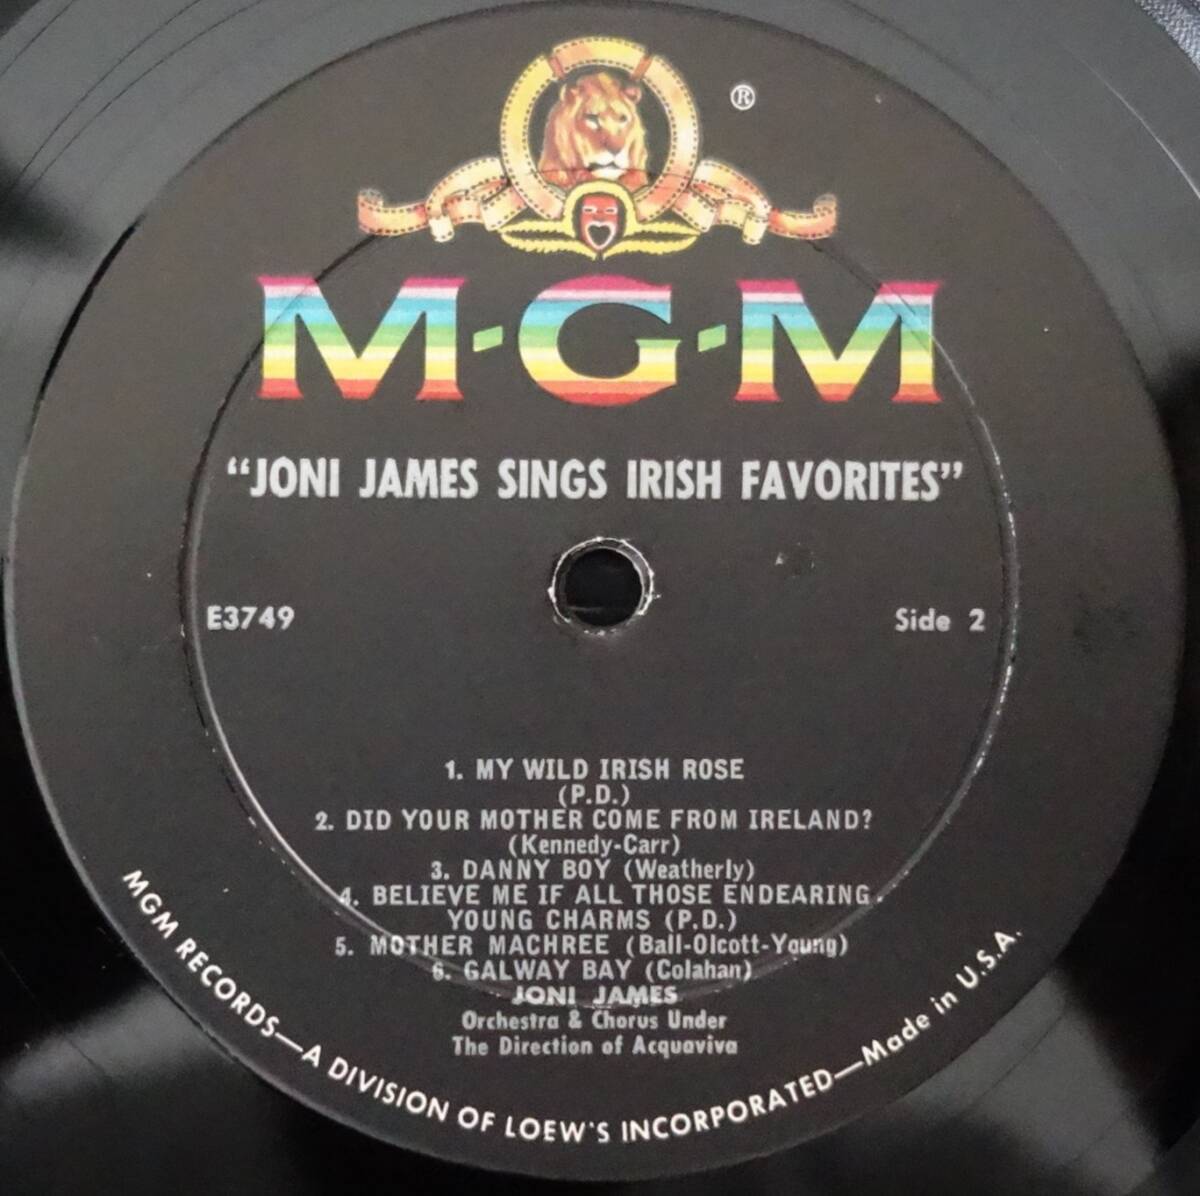 ®
M·G·M
"JONI JAMES SINGS IRISH FAVORITES"
E3749
Side 2
1. MY WILD IRISH ROSE
(P.D.)
2. DID YOUR MOTHER COME FROM IRELAND?
(Kennedy-Carr)
3. DANNY BOY (Weatherly)
4. BELIEVE ME IF ALL THOSE ENDEARING
YOUNG CHARMS (P.D.)
5. MOTHER MACHREE (Ball-Olcott-Young)
6. GALWAY BAY (Colahan)
JONI JAMES
Orchestra & Chorus Under
The Direction of Acquaviva
MGM RECORDS—A DIVISION OF LOEW'S INCORPORATED—Made in U.S.A.